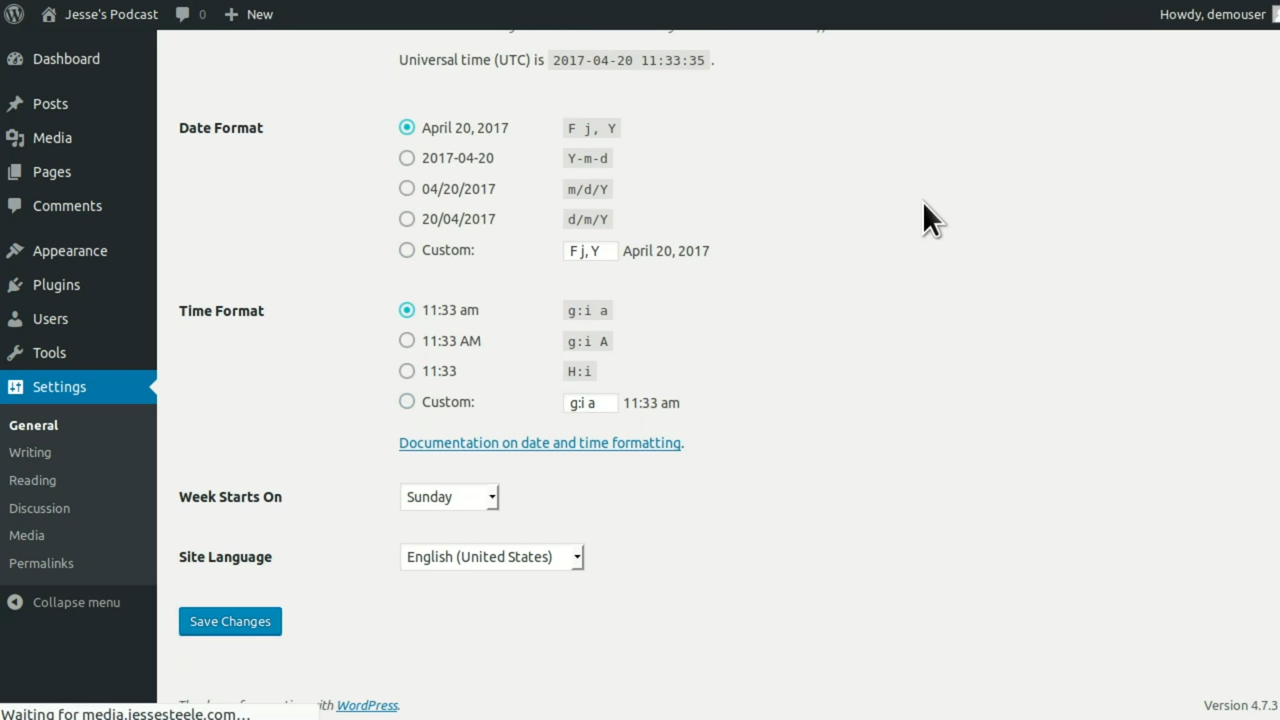 Jesse's Podcast 0 New Howdy, demouser
Dashboard
Posts
Media
Pages
Comments
Appearance
Plugins
Users
Tools
Settings
General
Writing
Reading
Discussion
Media
Permalinks
Collapse menu
Universal time (UTC) is 2017-04-20 11:33:35 .
Date Format
April 20, 2017 F j, Y
2017-04-20 Y-m-d
04/20/2017 m/d/Y
20/04/2017 d/m/Y
Custom: F j, Y April 20, 2017
Time Format
11:33 am g:i a
11:33 AM g:i A
11:33 H:i
Custom: g:i a 11:33 am
Documentation on date and time formatting.
Week Starts On Sunday
Site Language English (United States)
Save Changes
with WordPress. Version 4.7.3
Waiting for media.jessesteele.com...